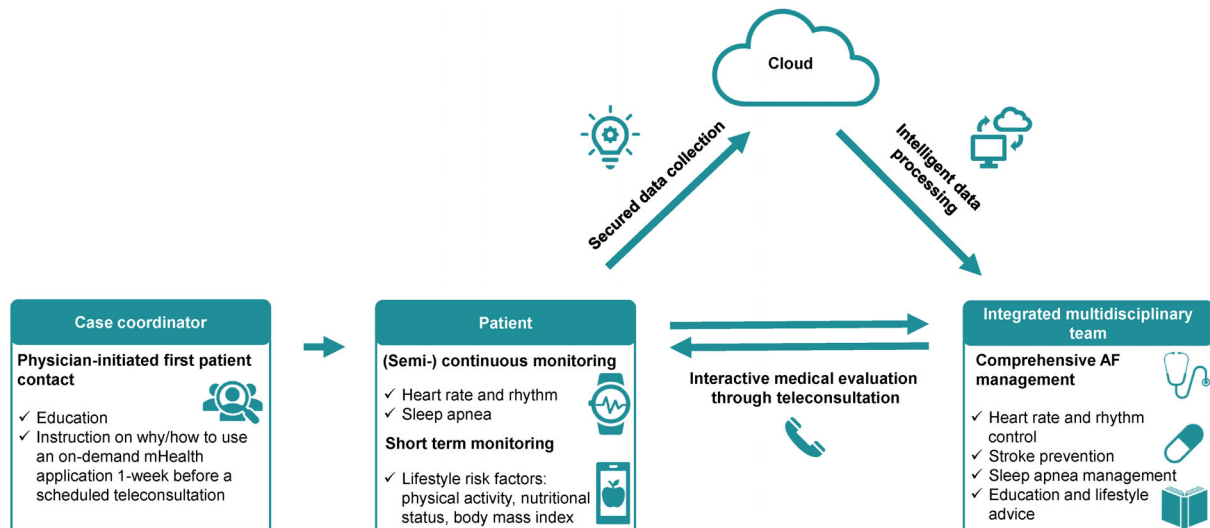 Cloud
Secured data collection
Intelligent data
processing
Case coordinator
Physician-initiated first patient
contact
✓ Education
✓ Instruction on why/how to use
an on-demand mHealth
application 1-week before a
scheduled teleconsultation
Patient
(Semi-) continuous monitoring
✓ Heart rate and rhythm
✓ Sleep apnea
Short term monitoring
✓ Lifestyle risk factors:
physical activity, nutritional
status, body mass index
Interactive medical evaluation
through teleconsultation
Integrated multidisciplinary
team
Comprehensive AF
management
✓ Heart rate and rhythm
control
✓ Stroke prevention
✓ Sleep apnea management
✓ Education and lifestyle
advice